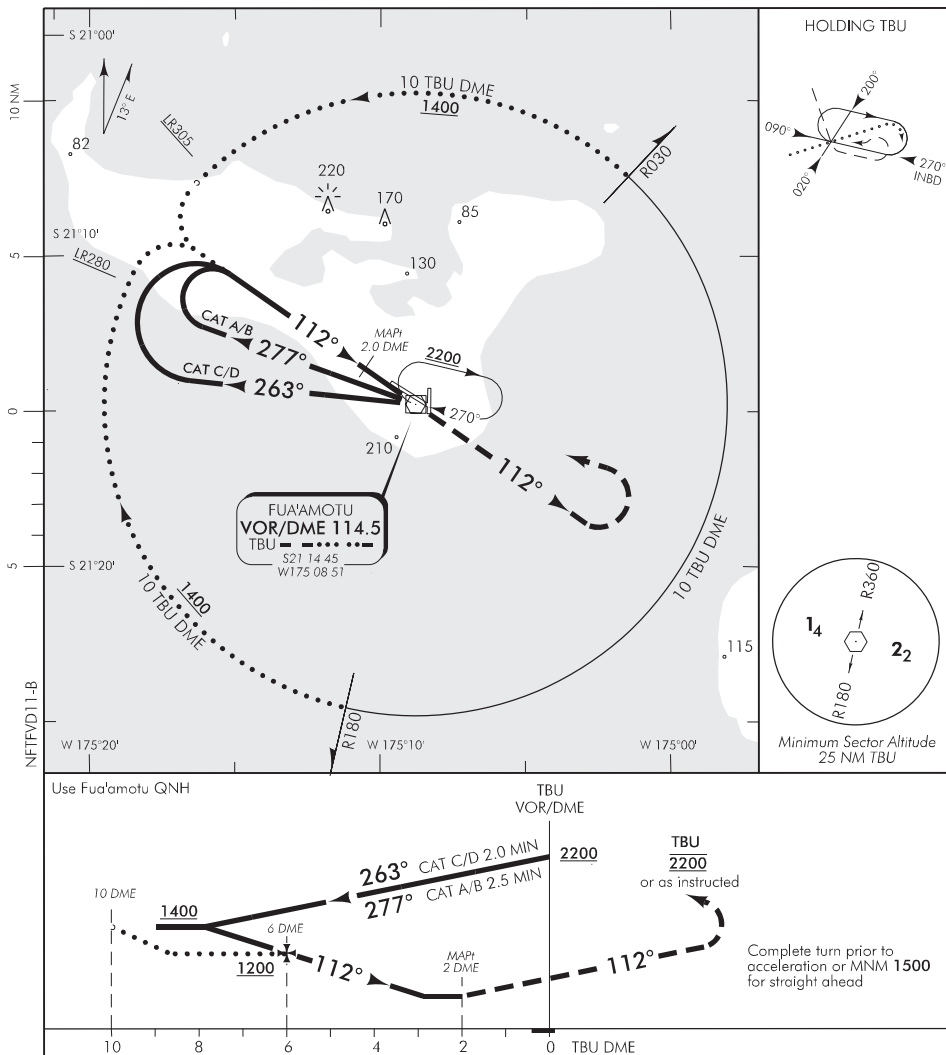 S 21°00'
10 NM
13° E
82
LR305
10 TBU DME
1400
R030
220
170
85
130
S 21°10'
5
LR280
CAT A/B
277°
CAT C/D
263°
112°
MAPt
2.0 DME
2200
270°
0
210
112°
FUA'AMOTU
VOR/DME 114.5
TBU
S21 14 45
W175 08 51
5
S 21°20'
1400
10 TBU DME
10 TBU DME
115
R180
NFTFVD11-B
W 175°20'
W 175°10'
W 175°00'
HOLDING TBU
200°
090°
020°
270°
INBD
R360
14
22
R180
Minimum Sector Altitude
25 NM TBU
Use Fua'amotu QNH
TBU
VOR/DME
263° CAT C/D 2.0 MIN
277° CAT A/B 2.5 MIN
2200
TBU
2200
or as instructed
10 DME
1400
6 DME
1200
112°
MAPt
2 DME
112°
Complete turn prior to
acceleration or MNM 1500
for straight ahead
10 8 6 4 2 0 TBU DME